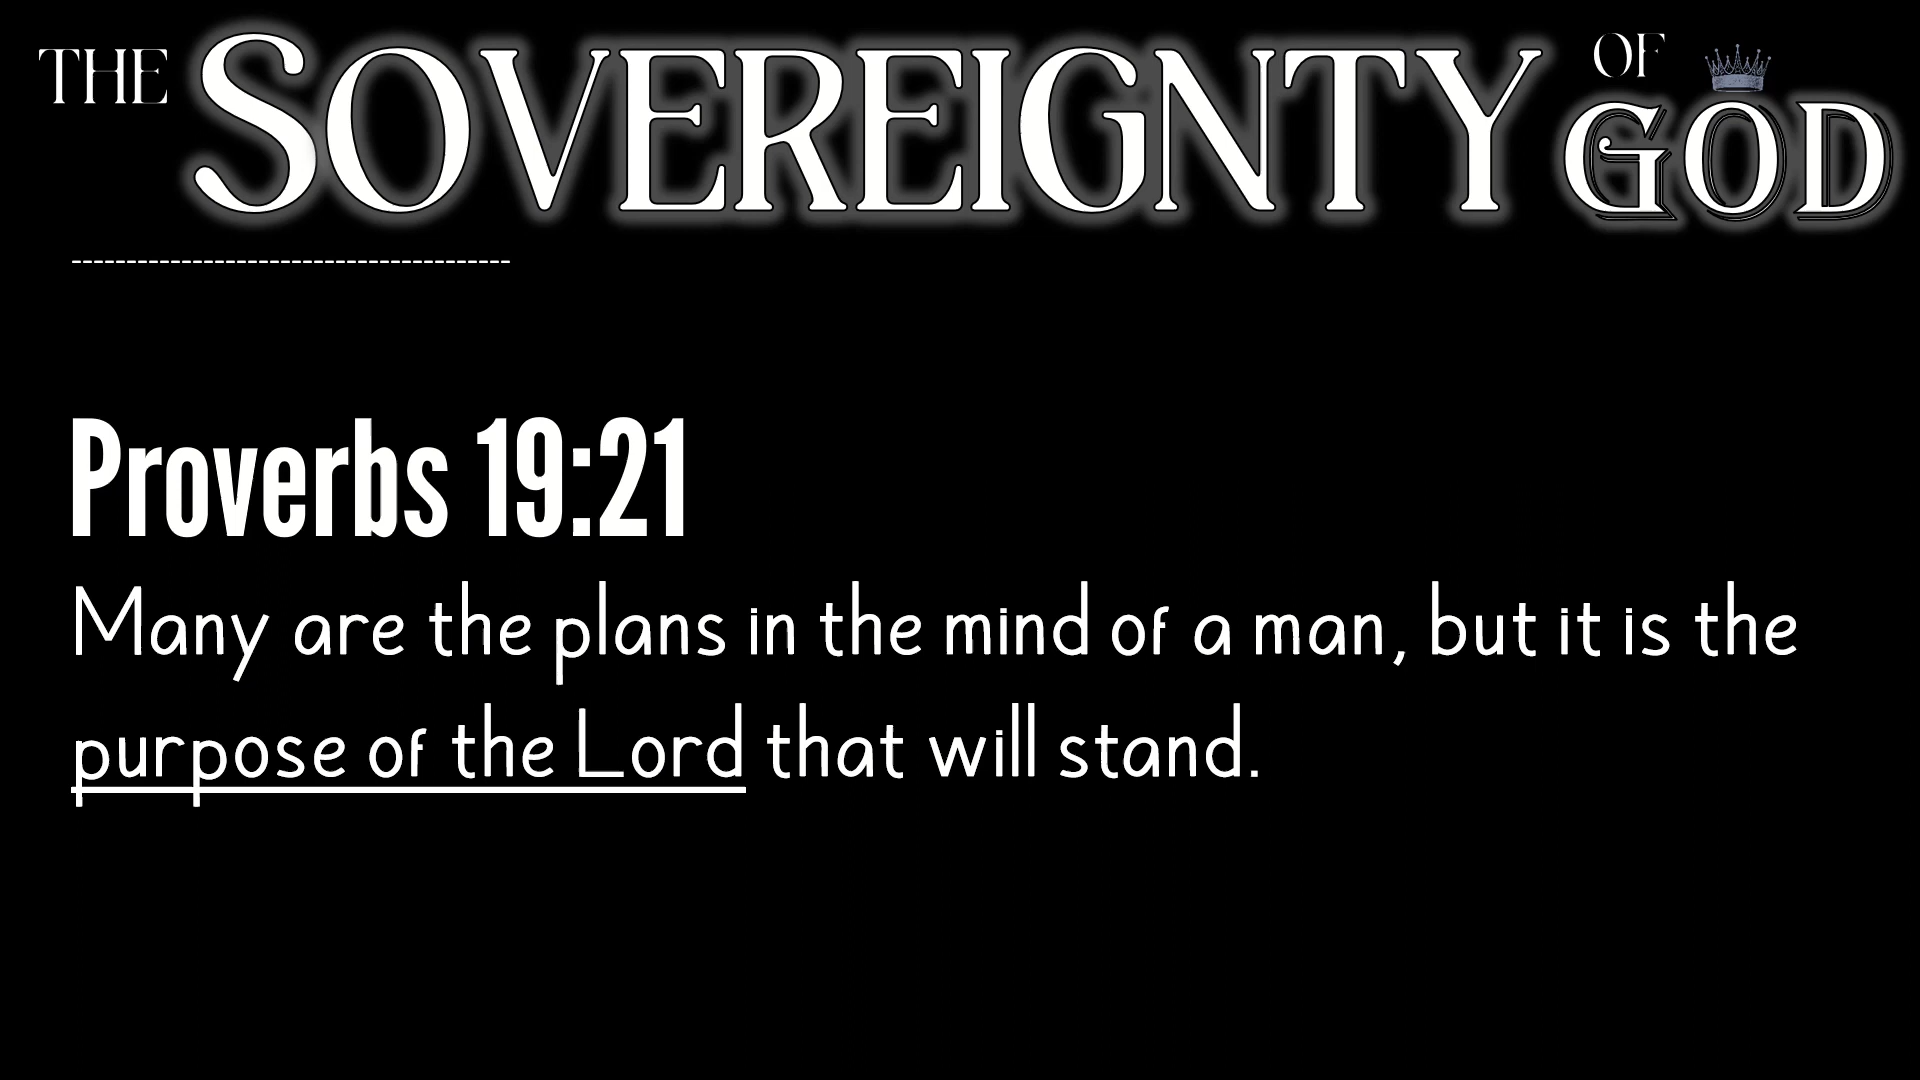 THE SOVEREIGNTY OF GOD
----------------------------------------
Proverbs 19:21
Many are the plans in the mind of a man, but it is the
purpose of the Lord that will stand.